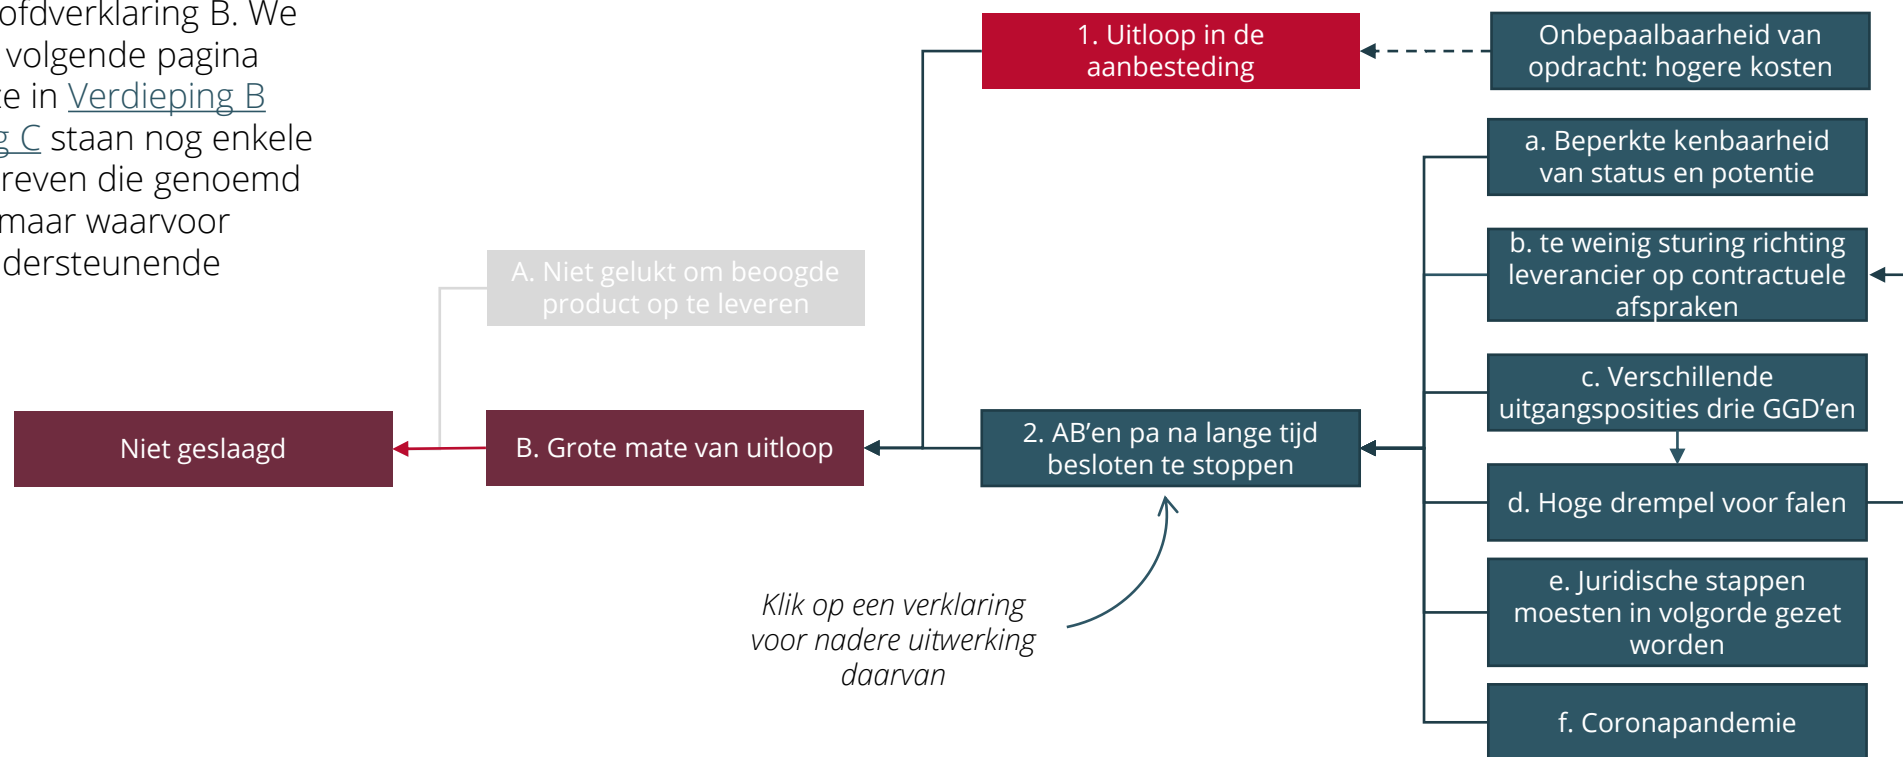 ofdverklaring B. We
volgende pagina
ze in Verdieping B
g C staan nog enkele
reven die genoemd
maar waarvoor
dersteunende
1. Uitloop in de
aanbesteding
Onbepaalbaarheid van
opdracht: hogere kosten
a. Beperkte kenbaarheid
van status en potentie
A. Niet gelukt om beoogde
product op te leveren
b. te weinig sturing richting
leverancier op contractuele
afspraken
c. Verschillende
uitgangsposities drie GGD’en
Niet geslaagd
B. Grote mate van uitloop
2. AB’en pa na lange tijd
besloten te stoppen
d. Hoge drempel voor falen
Klik op een verklaring
voor nadere uitwerking
daarvan
e. Juridische stappen
moesten in volgorde gezet
worden
f. Coronapandemie